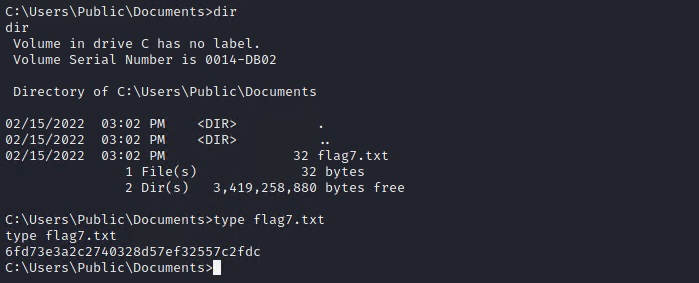 C:\Users\Public\Documents>dir
dir
 Volume in drive C has no label.
 Volume Serial Number is 0014-DB02

 Directory of C:\Users\Public\Documents

02/15/2022  03:02 PM    <DIR>          .
02/15/2022  03:02 PM    <DIR>          ..
02/15/2022  03:02 PM                32 flag7.txt
               1 File(s)             32 bytes
               2 Dir(s)   3,419,258,880 bytes free

C:\Users\Public\Documents>type flag7.txt
type flag7.txt
6fd73e3a2c2740328d57ef32557c2fdc
C:\Users\Public\Documents>